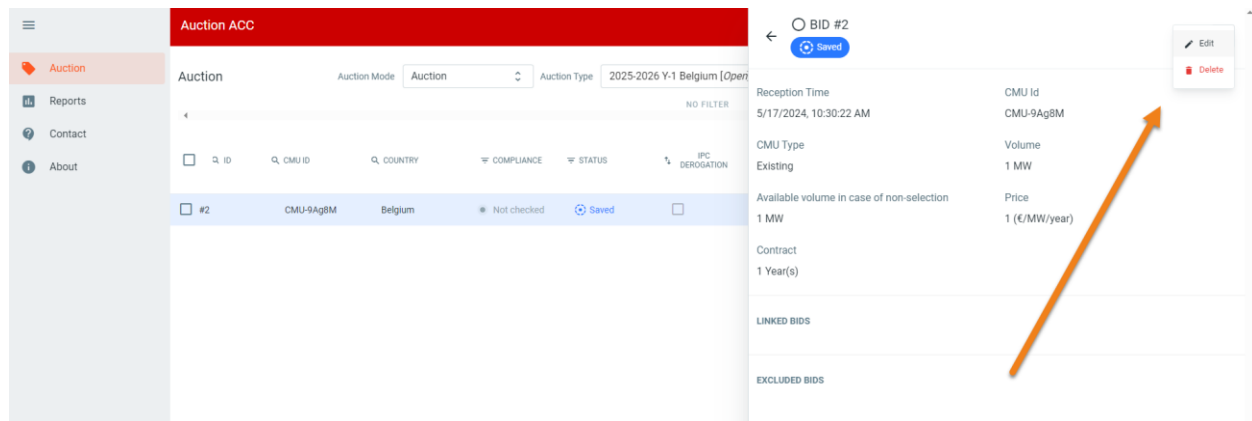 Auction ACC
Auction
Reports
Contact
About
Auction
Auction Mode
Auction
Auction Type
2025-2026 Y-1 Belgium [Open
NO FILTER
ID
CMU ID
COUNTRY
COMPLIANCE
STATUS
IPC
DEROGATION
#2
CMU-9Ag8M
Belgium
Not checked
Saved
BID #2
Saved
Edit
Delete
Reception Time
5/17/2024, 10:30:22 AM
CMU Id
CMU-9Ag8M
CMU Type
Existing
Volume
1 MW
Available volume in case of non-selection
1 MW
Price
1 (€/MW/year)
Contract
1 Year(s)
LINKED BIDS
EXCLUDED BIDS